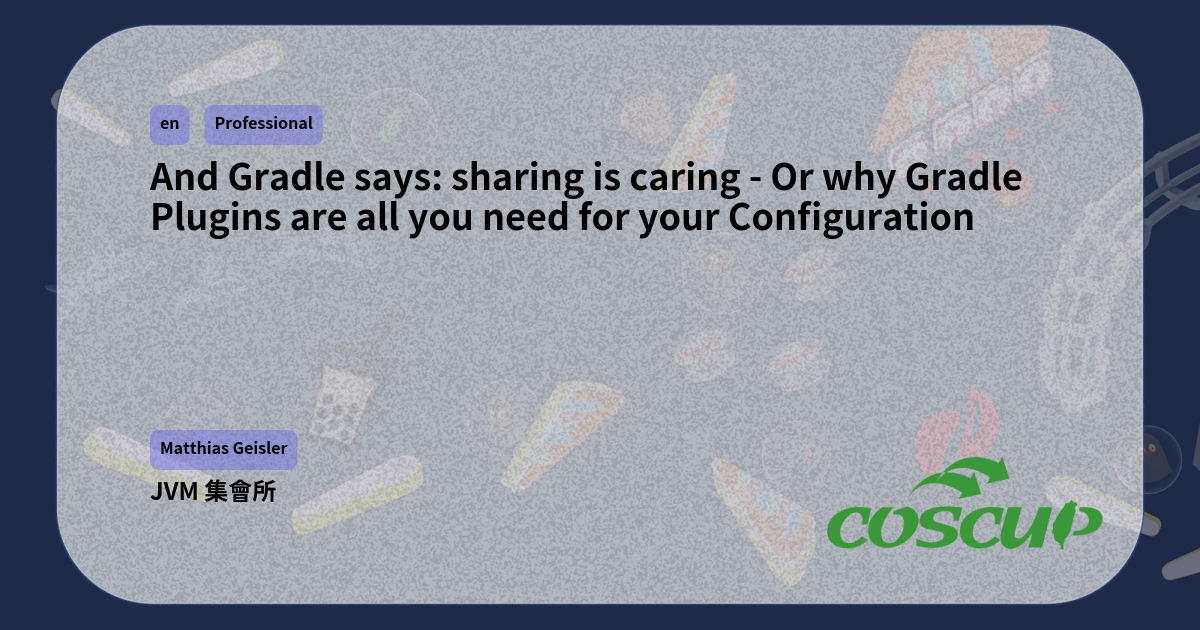 en
Professional
And Gradle says: sharing is caring - Or why Gradle
Plugins are all you need for your Configuration
Matthias Geisler
JVM 集會所
coscup